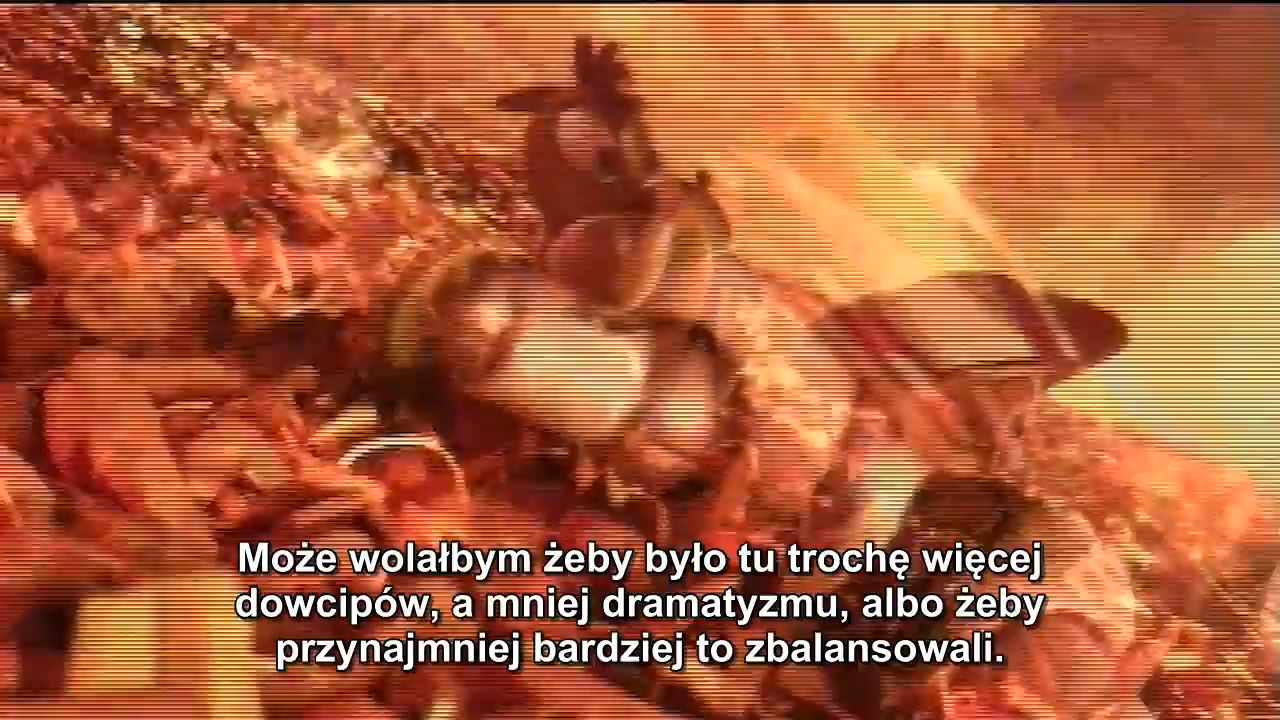 Może wolałbym żeby było tu trochę więcej
dowcipów, a mniej dramatyzmu, albo żeby
przynajmniej bardziej to zbalansowali.